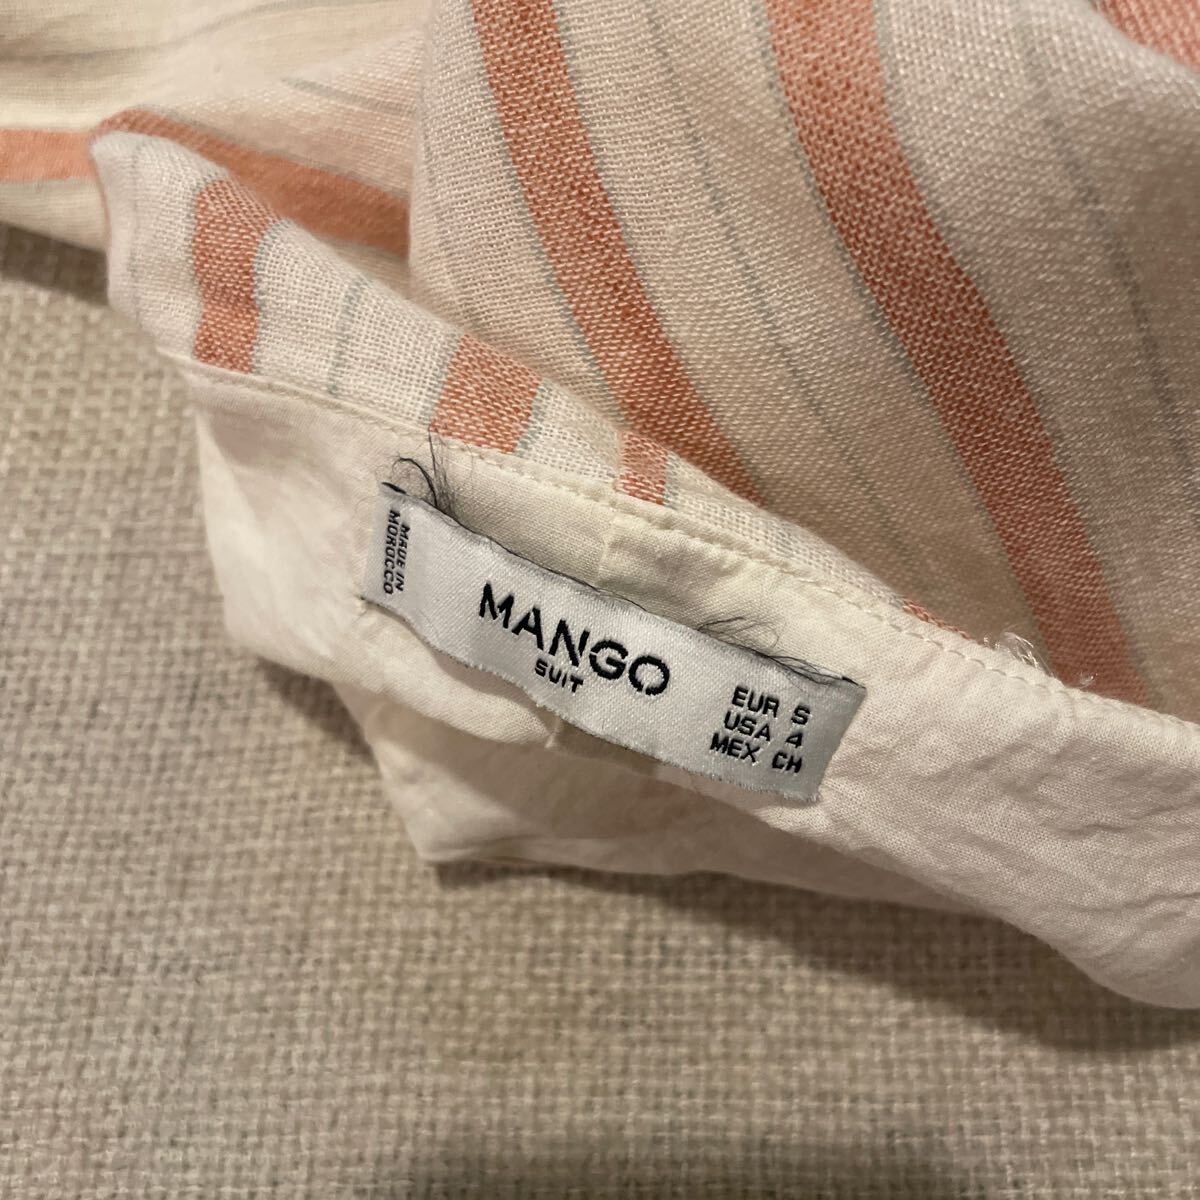 MADE IN
MOROCCO
MANGO
SUIT
EUR S
USA 4
MEX CH